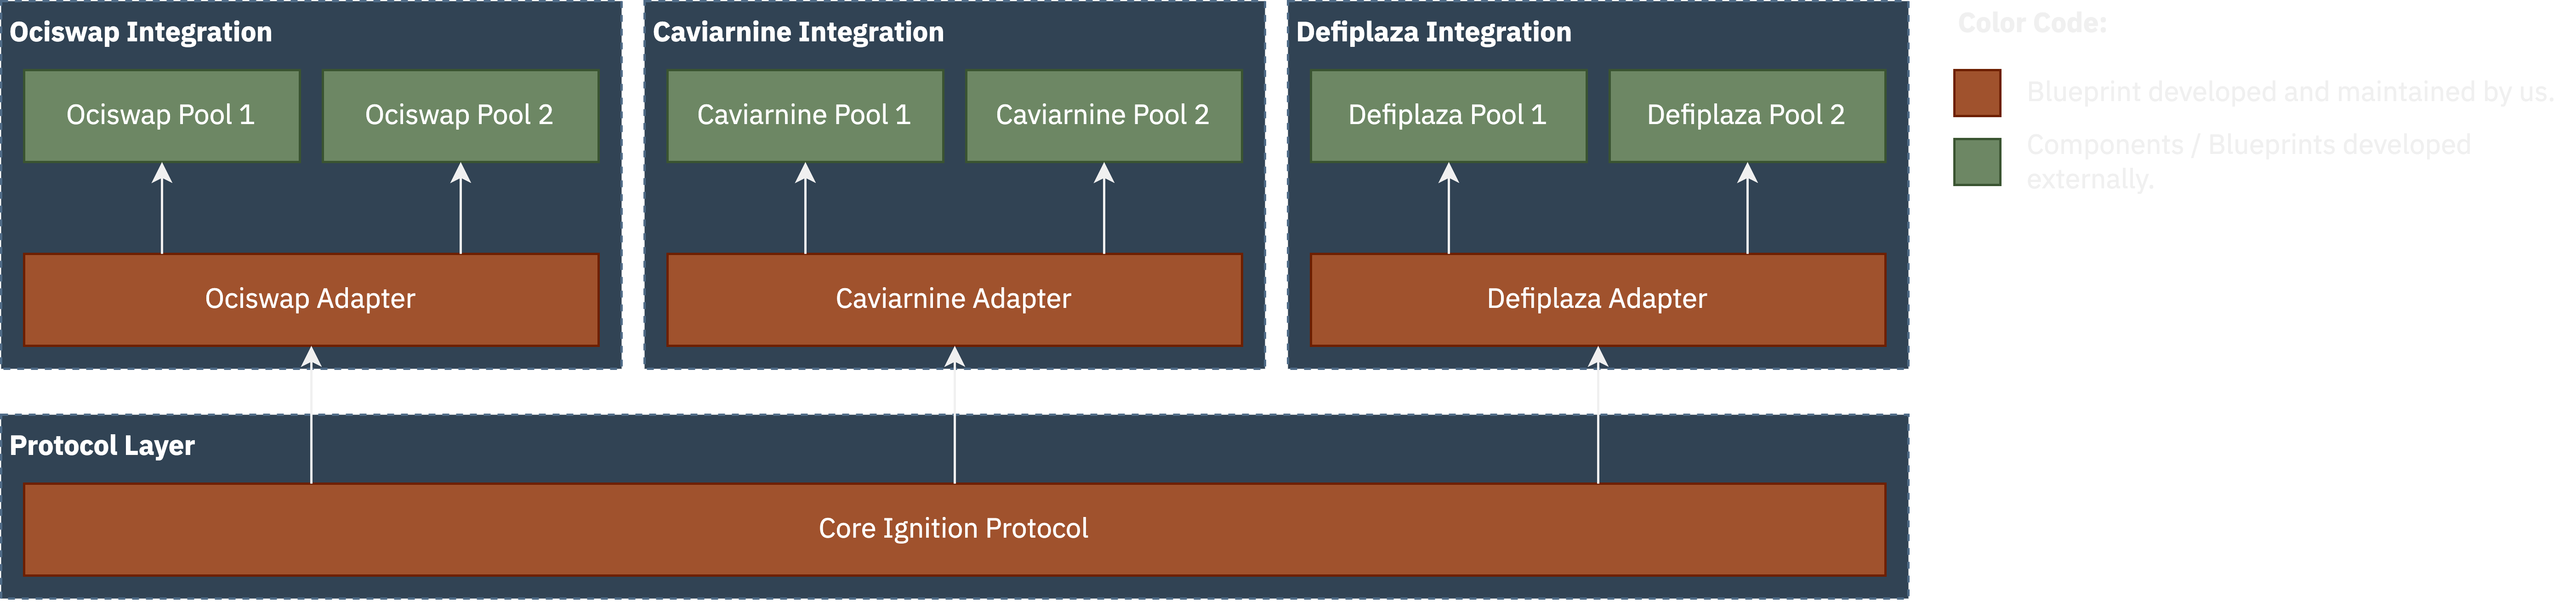 Ociswap Integration
Ociswap Pool 1
Ociswap Pool 2
Ociswap Adapter
Caviarnine Integration
Caviarnine Pool 1
Caviarnine Pool 2
Caviarnine Adapter
Defiplaza Integration
Defiplaza Pool 1
Defiplaza Pool 2
Defiplaza Adapter
Protocol Layer
Core Ignition Protocol
Color Code:
Blueprint developed and maintained by us.
Components / Blueprints developed
externally.